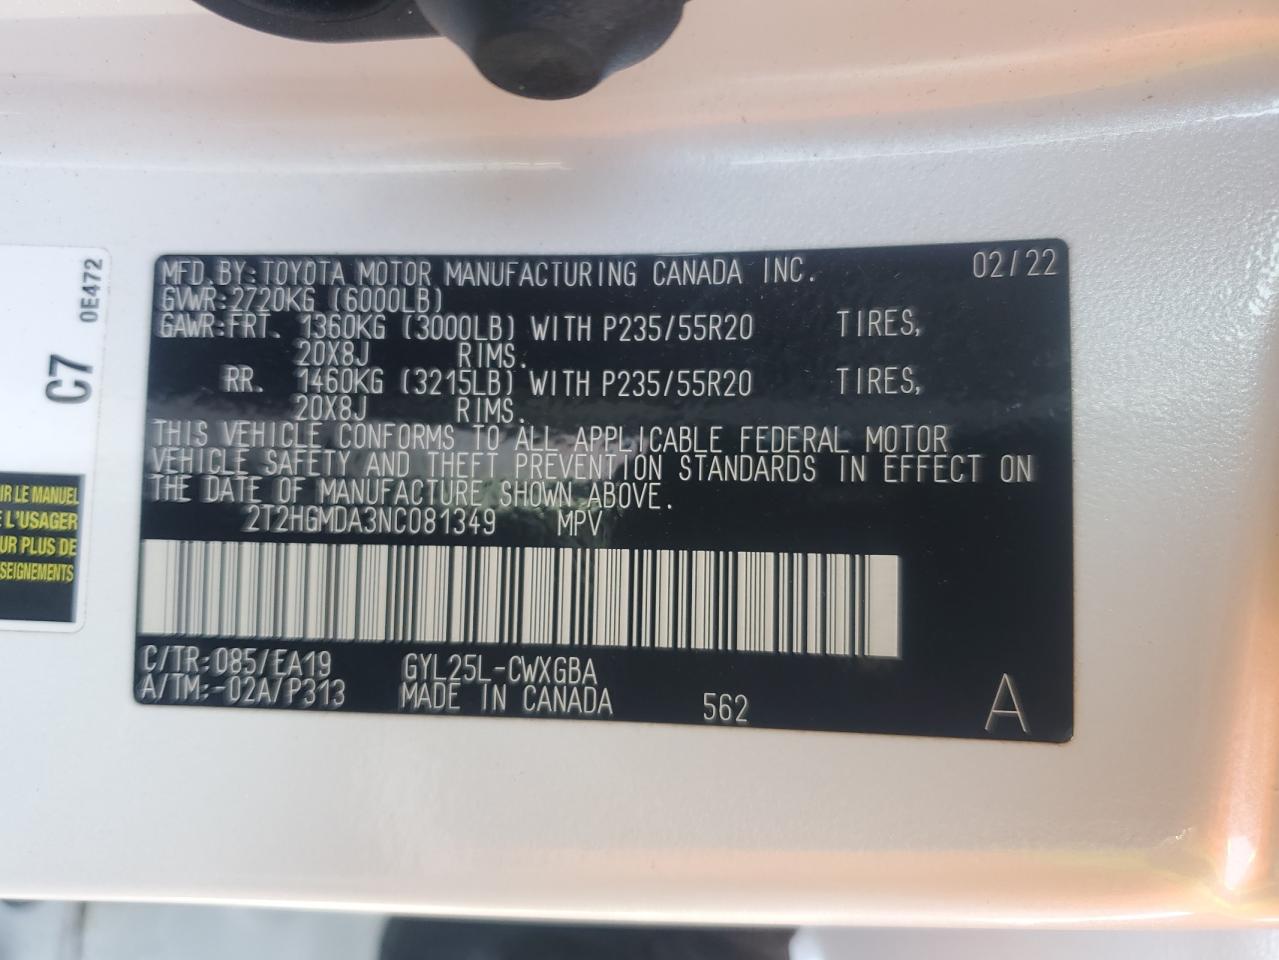 MFD.BY:TOYOTA MOTOR MANUFACTURING CANADA INC. 02/22
GVWR:2720KG (6000LB)
GAWR:FRT. 1360KG (3000LB) WITH P235/55R20 TIRES,
20X8J RIMS.
RR. 1460KG (3215LB) WITH P235/55R20 TIRES,
20X8J RIMS.
THIS VEHICLE CONFORMS TO ALL APPLICABLE FEDERAL MOTOR
VEHICLE SAFETY AND THEFT PREVENTION STANDARDS IN EFFECT ON
THE DATE OF MANUFACTURE SHOWN ABOVE.
2T2HGMDA3NC081349 MPV
C/TR:085/EA19 GYL25L-CWXGBA
A/TM:-02A/P313 MADE IN CANADA 562 A
C7 0E472
LE MANUEL
L'USAGER
PLUS DE